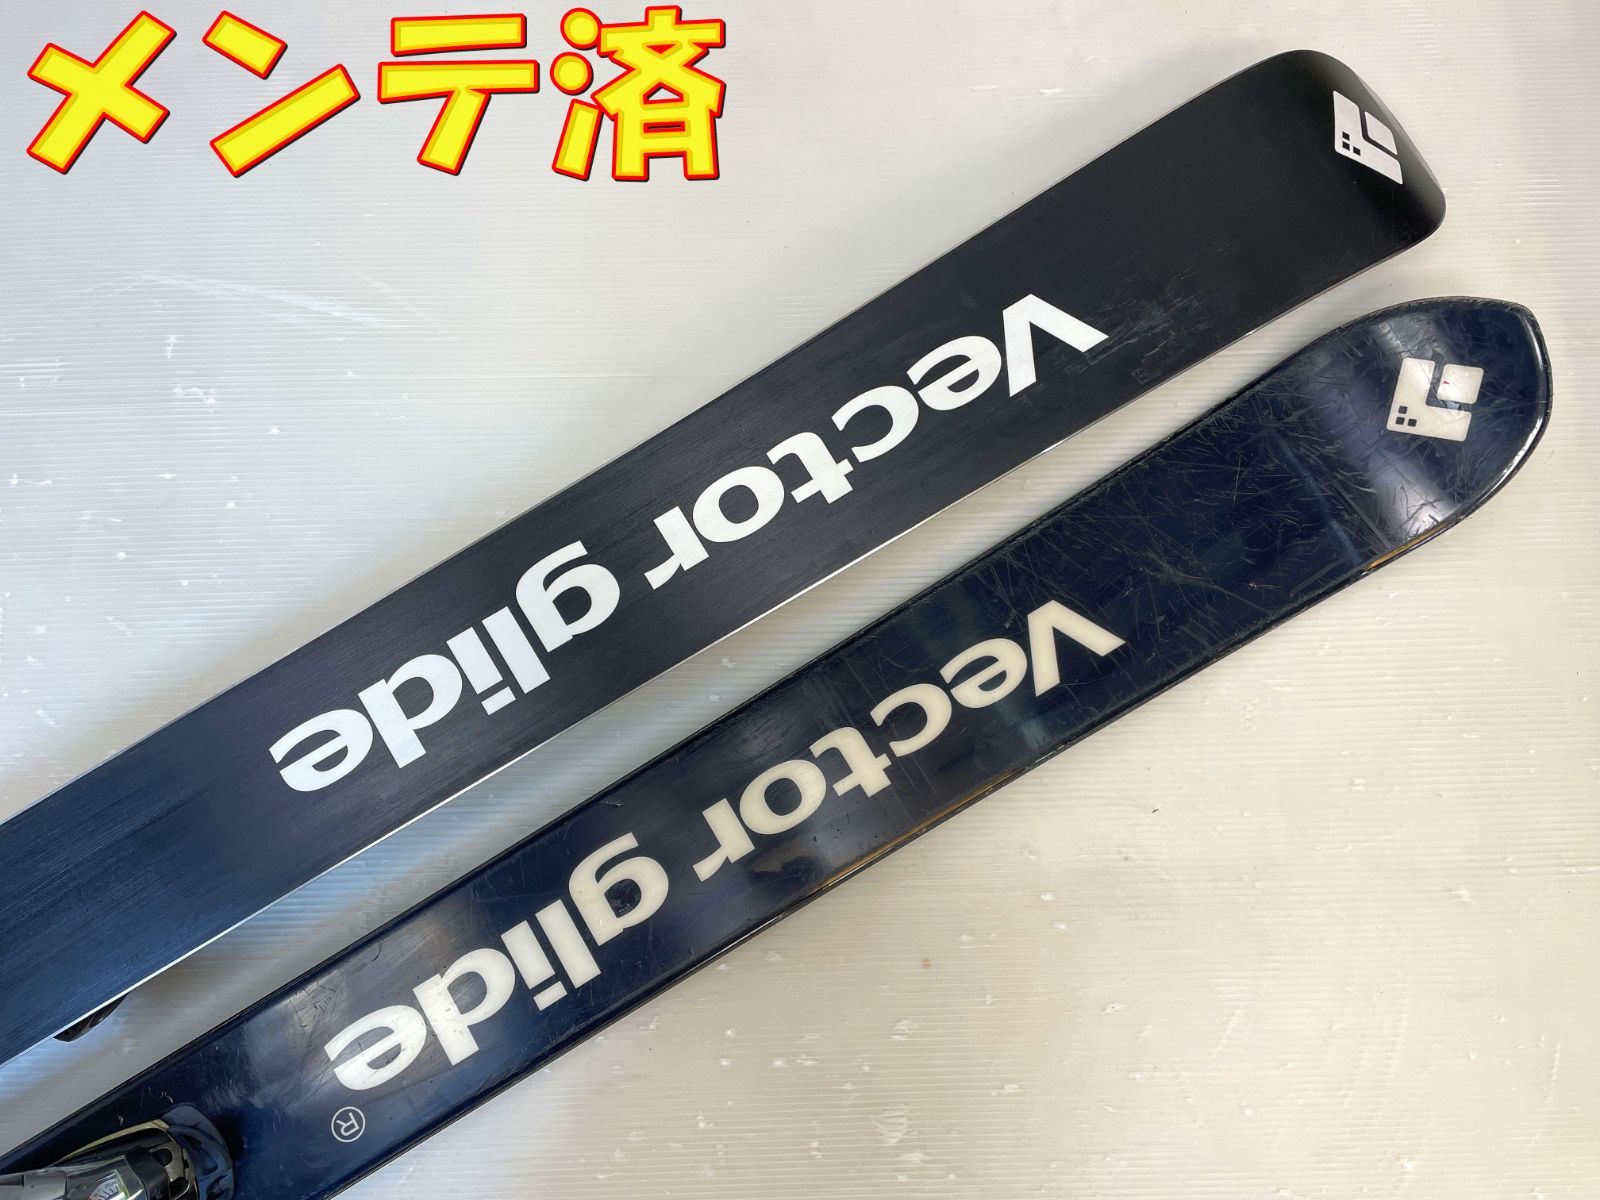 メンテ済
vector glide
vector glide®